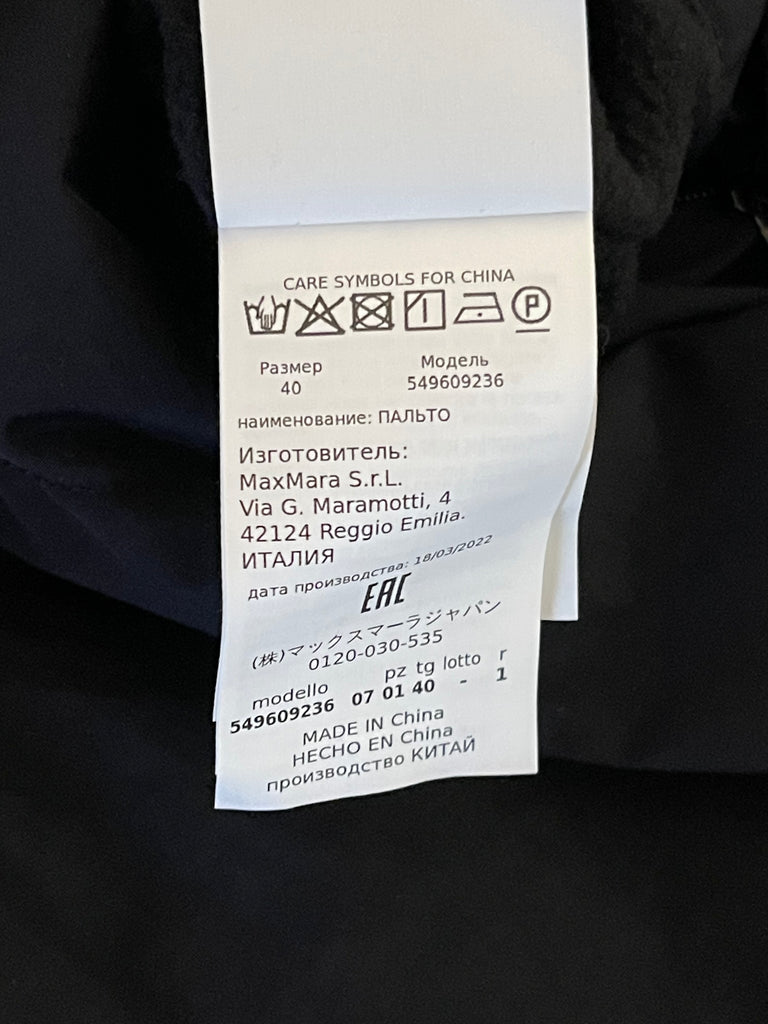 CARE SYMBOLS FOR CHINA
P
Размер Модель
40 549609236
наименование: ПАЛЬТО
Изготовитель:
MaxMara S.r.L.
Via G. Maramotti, 4
42124 Reggio Emilia.
ИТАЛИЯ
дата производства: 18/03/2022
EAC
(株)マックスマーラジャパン
0120-030-535
modello pz tg lotto r
549609236 07 01 40 - 1
MADE IN China
HECHO EN China
производство КИТАЙ